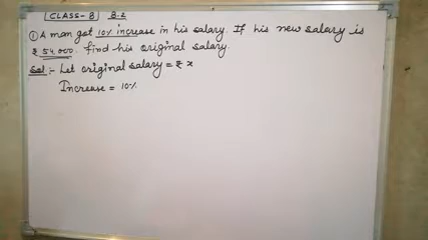 CLASS-8 8.2
① A man got 10% increase in his salary. If his new salary is
₹ 54,000. find his original salary.
Sol :- Let original salary = ₹ x
Increase = 10%